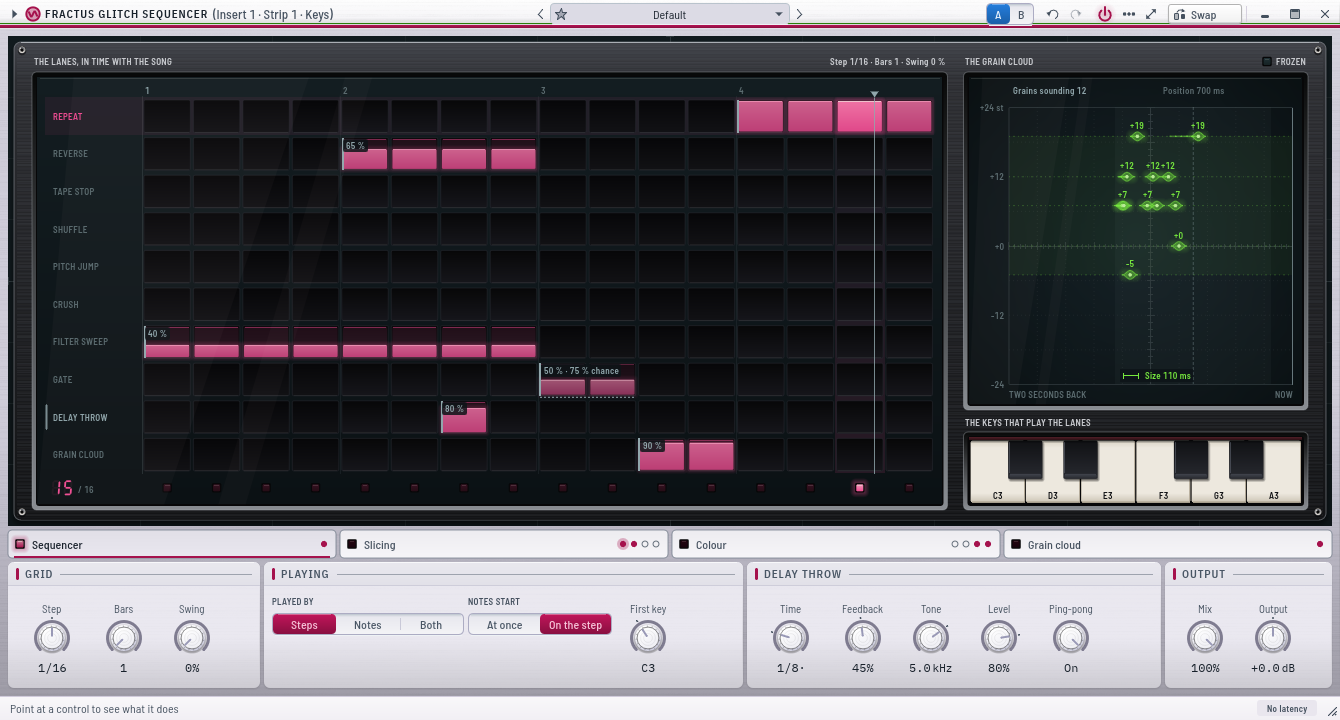 FRACTUS GLITCH SEQUENCER (Insert 1 · Strip 1 · Keys)
Default
A B
Swap
THE LANES, IN TIME WITH THE SONG
Step 1/16 · Bars 1 · Swing 0 %
THE GRAIN CLOUD
FROZEN
1 2 3 4
REPEAT
REVERSE
65 %
TAPE STOP
SHUFFLE
PITCH JUMP
CRUSH
FILTER SWEEP
40 %
GATE
50 % · 75 % chance
DELAY THROW
80 %
GRAIN CLOUD
90 %
15 / 16
Grains sounding 12
Position 700 ms
+24 st
+19 +19
+12
+12 +12 +12
+7 +7 +7
+0
+0
-5
-12
Size 110 ms
-24
TWO SECONDS BACK
NOW
THE KEYS THAT PLAY THE LANES
C3 D3 E3 F3 G3 A3
Sequencer
Slicing
Colour
Grain cloud
GRID
Step Bars Swing
1/16 1 0%
PLAYING
PLAYED BY
Steps Notes Both
NOTES START
At once On the step
First key
C3
DELAY THROW
Time Feedback Tone Level Ping-pong
1/8· 45% 5.0 kHz 80% On
OUTPUT
Mix Output
100% +0.0 dB
Point at a control to see what it does
No latency